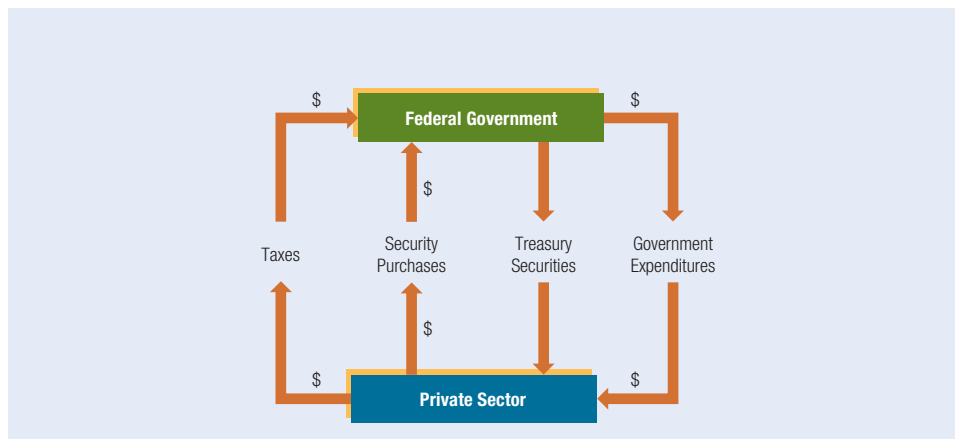 $
Federal Government
$
$
Taxes
Security
Purchases
Treasury
Securities
Government
Expenditures
$
$
Private Sector
$